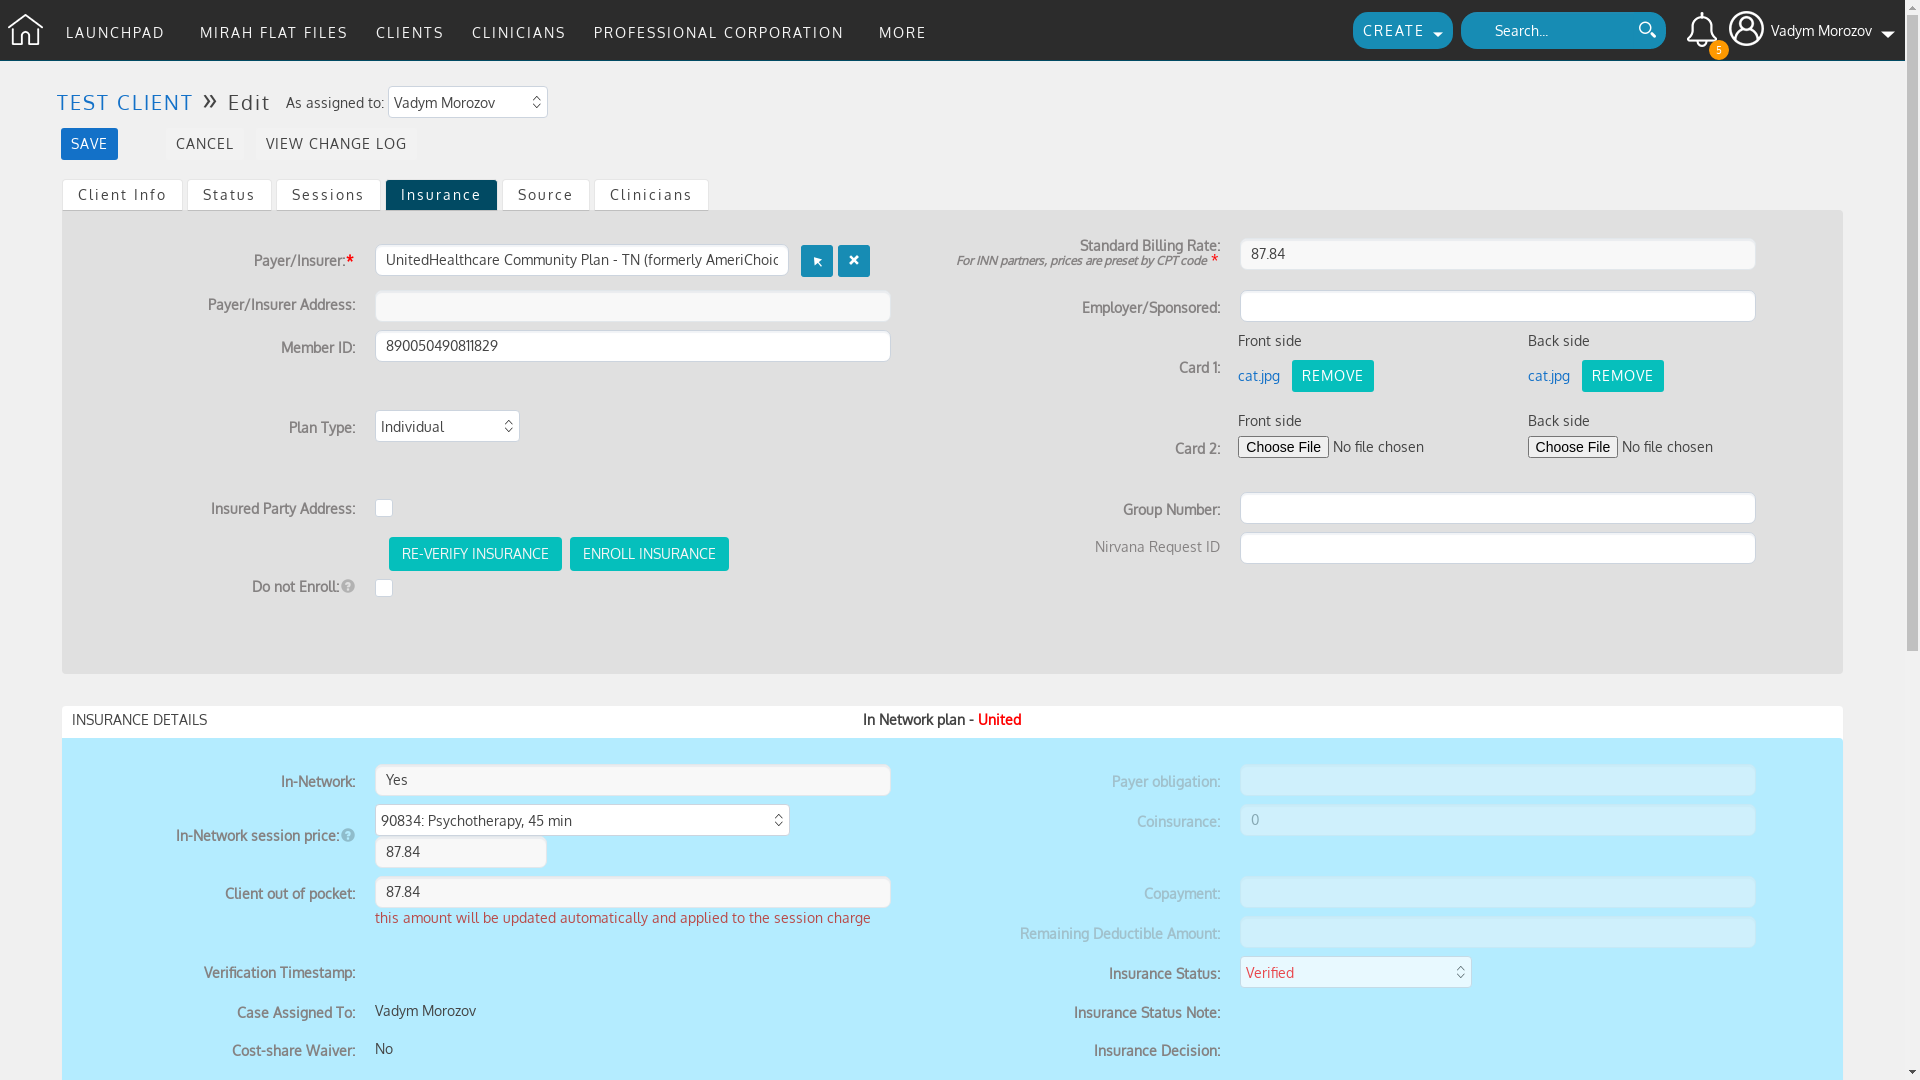 LAUNCHPAD MIRAH FLAT FILES CLIENTS CLINICIANS PROFESSIONAL CORPORATION MORE CREATE Search... 5 Vadym Morozov
TEST CLIENT » Edit As assigned to: Vadym Morozov
SAVE CANCEL VIEW CHANGE LOG
Client Info Status Sessions Insurance Source Clinicians
Payer/Insurer:* UnitedHealthcare Community Plan - TN (formerly AmeriChoic
Standard Billing Rate:
For INN partners, prices are preset by CPT code * 87.84
Payer/Insurer Address:
Employer/Sponsored:
Member ID: 890050490811829
Front side Back side
Card 1: cat.jpg REMOVE cat.jpg REMOVE
Plan Type: Individual
Front side Back side
Card 2: Choose File No file chosen Choose File No file chosen
Insured Party Address:
Group Number:
RE-VERIFY INSURANCE ENROLL INSURANCE
Nirvana Request ID
Do not Enroll:?
INSURANCE DETAILS In Network plan - United
In-Network: Yes
Payer obligation:
In-Network session price:? 90834: Psychotherapy, 45 min
87.84
Coinsurance: 0
Client out of pocket: 87.84
this amount will be updated automatically and applied to the session charge
Copayment:
Remaining Deductible Amount:
Verification Timestamp:
Insurance Status: Verified
Case Assigned To: Vadym Morozov
Insurance Status Note:
Cost-share Waiver: No
Insurance Decision: